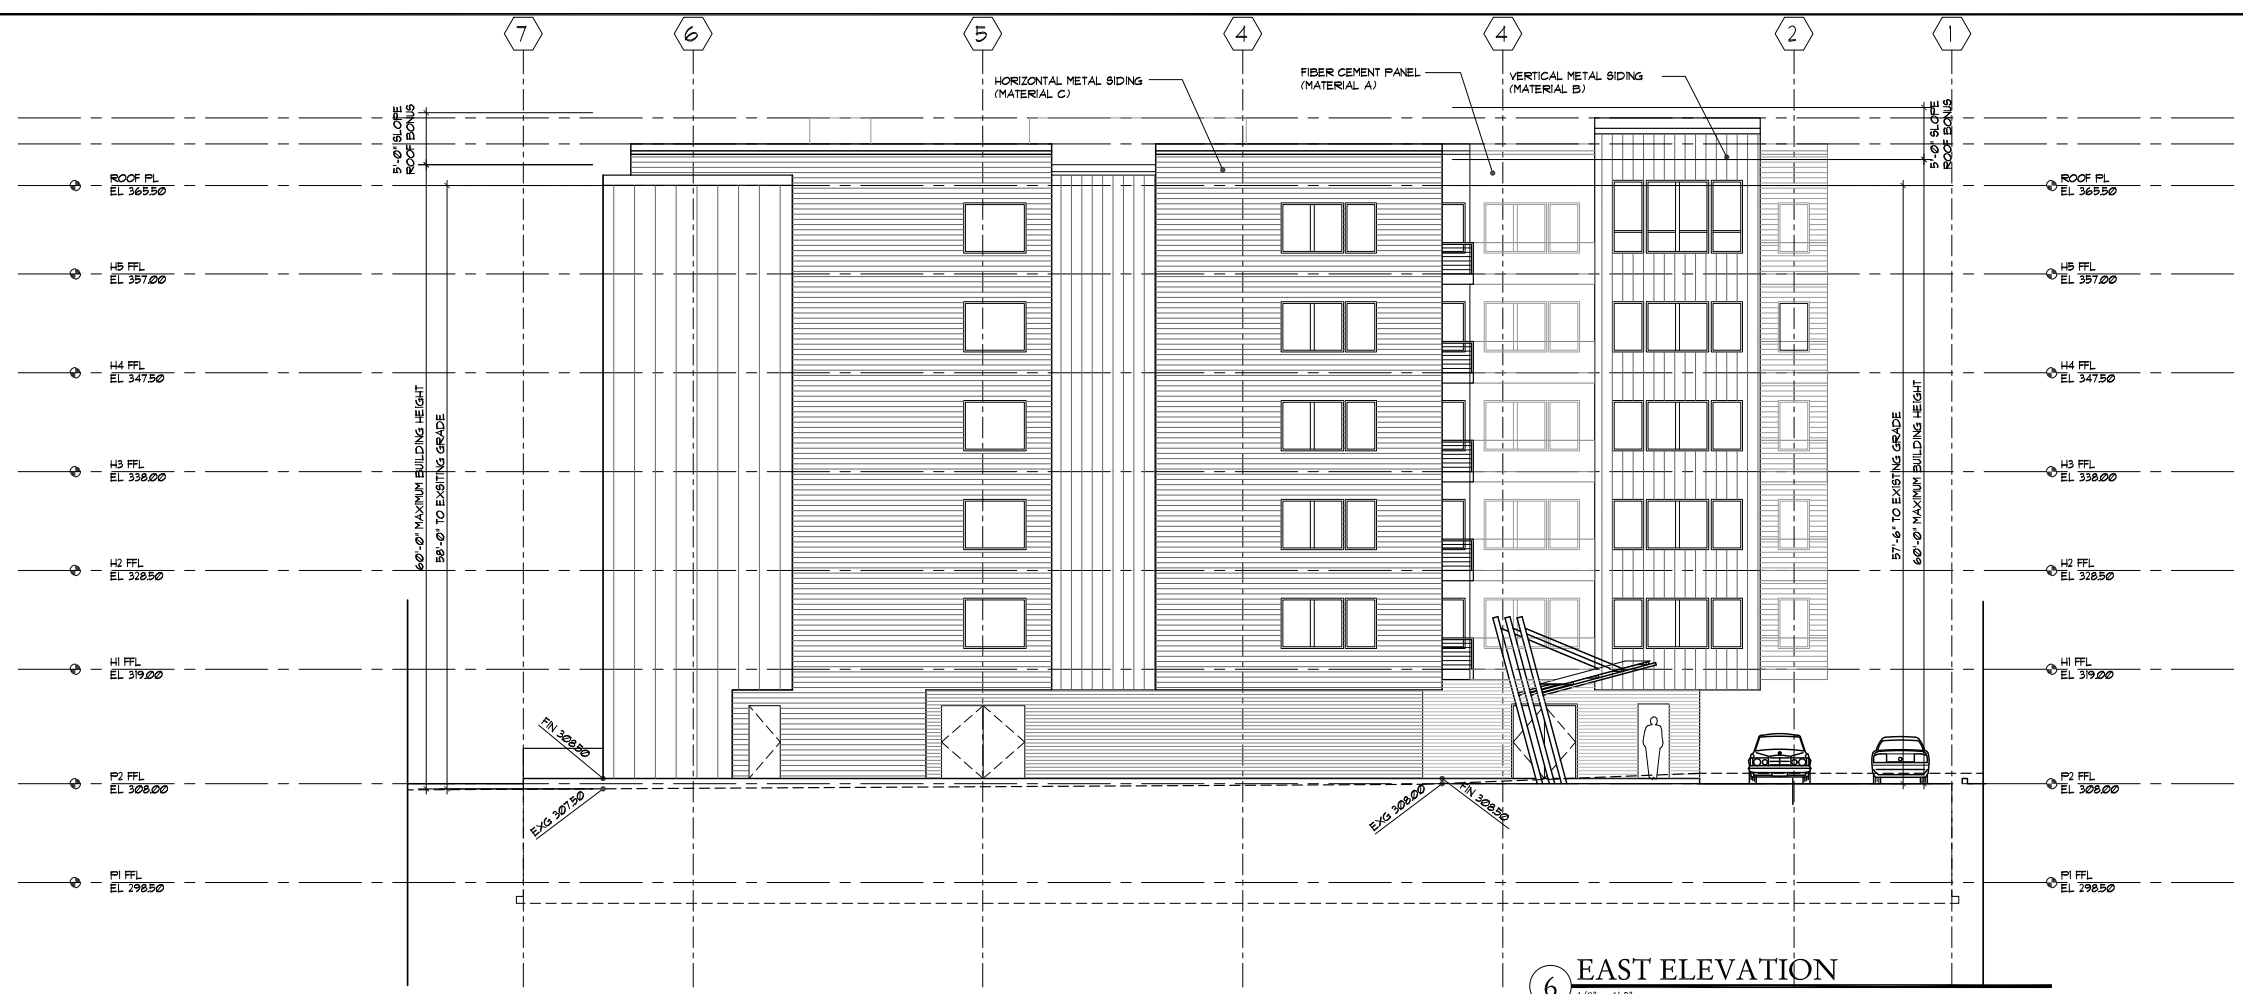 7
6
5
4
4
2
1
HORIZONTAL METAL SIDING
(MATERIAL C)
FIBER CEMENT PANEL
(MATERIAL A)
VERTICAL METAL SIDING
(MATERIAL B)
5'-0" SLOPE
ROOF BONUS
5'-0" SLOPE
ROOF BONUS
ROOF PL
EL 365.50
ROOF PL
EL 365.50
H5 FFL
EL 357.00
H5 FFL
EL 357.00
H4 FFL
EL 347.50
H4 FFL
EL 347.50
60'-0" MAXIMUM BUILDING HEIGHT
58'-0" TO EXSITING GRADE
57'-6" TO EXISTING GRADE
60'-0" MAXIMUM BUILDING HEIGHT
H3 FFL
EL 338.00
H3 FFL
EL 338.00
H2 FFL
EL 328.50
H2 FFL
EL 328.50
H1 FFL
EL 319.00
H1 FFL
EL 319.00
FIN 308.50
P2 FFL
EL 308.00
P2 FFL
EL 308.00
EXG 307.50
EXG 308.00
FIN 308.50
P1 FFL
EL 298.50
P1 FFL
EL 298.50
6
EAST ELEVATION